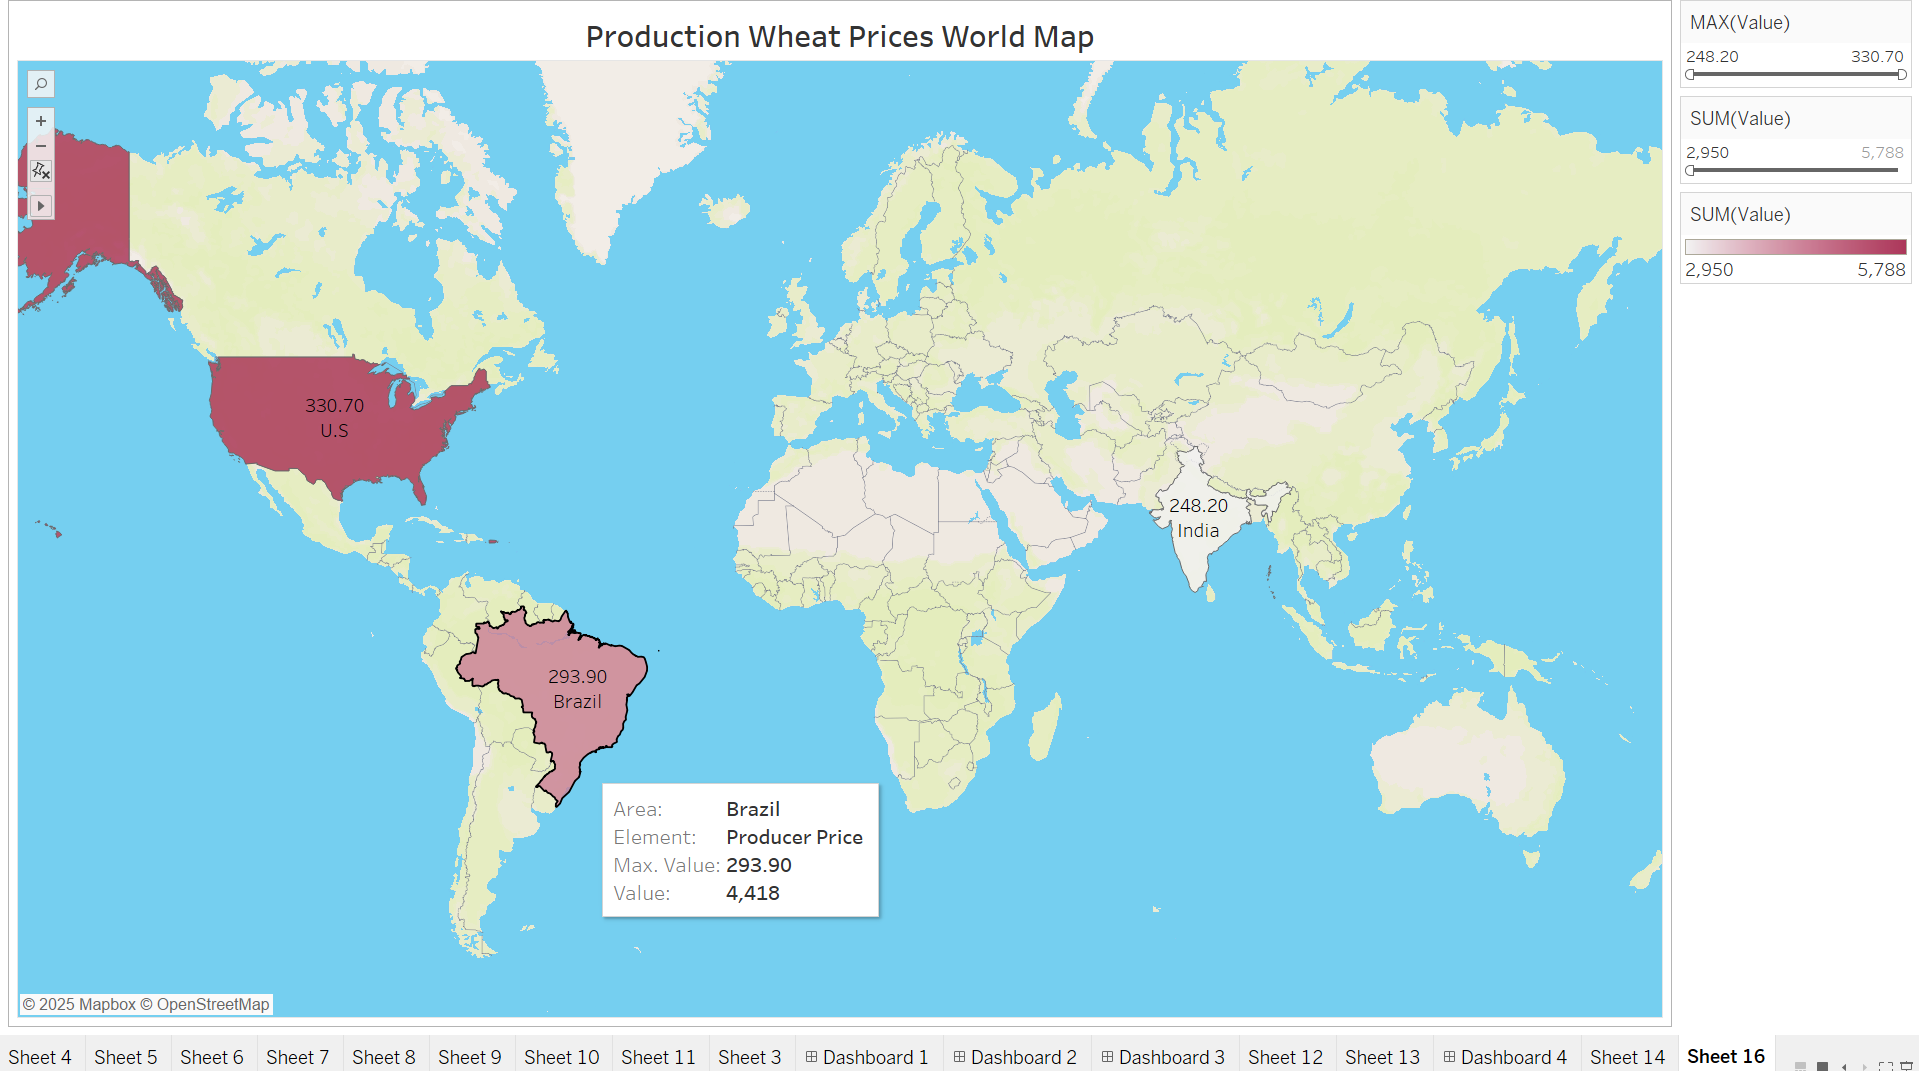 Production Wheat Prices World Map
330.70
U.S
248.20
India
293.90
Brazil
Area: Brazil
Element: Producer Price
Max. Value: 293.90
Value: 4,418
© 2025 Mapbox © OpenStreetMap
MAX(Value)
248.20 330.70
SUM(Value)
2,950 5,788
SUM(Value)
2,950 5,788
Sheet 4 Sheet 5 Sheet 6 Sheet 7 Sheet 8 Sheet 9 Sheet 10 Sheet 11 Sheet 3 Dashboard 1 Dashboard 2 Dashboard 3 Sheet 12 Sheet 13 Dashboard 4 Sheet 14 Sheet 16